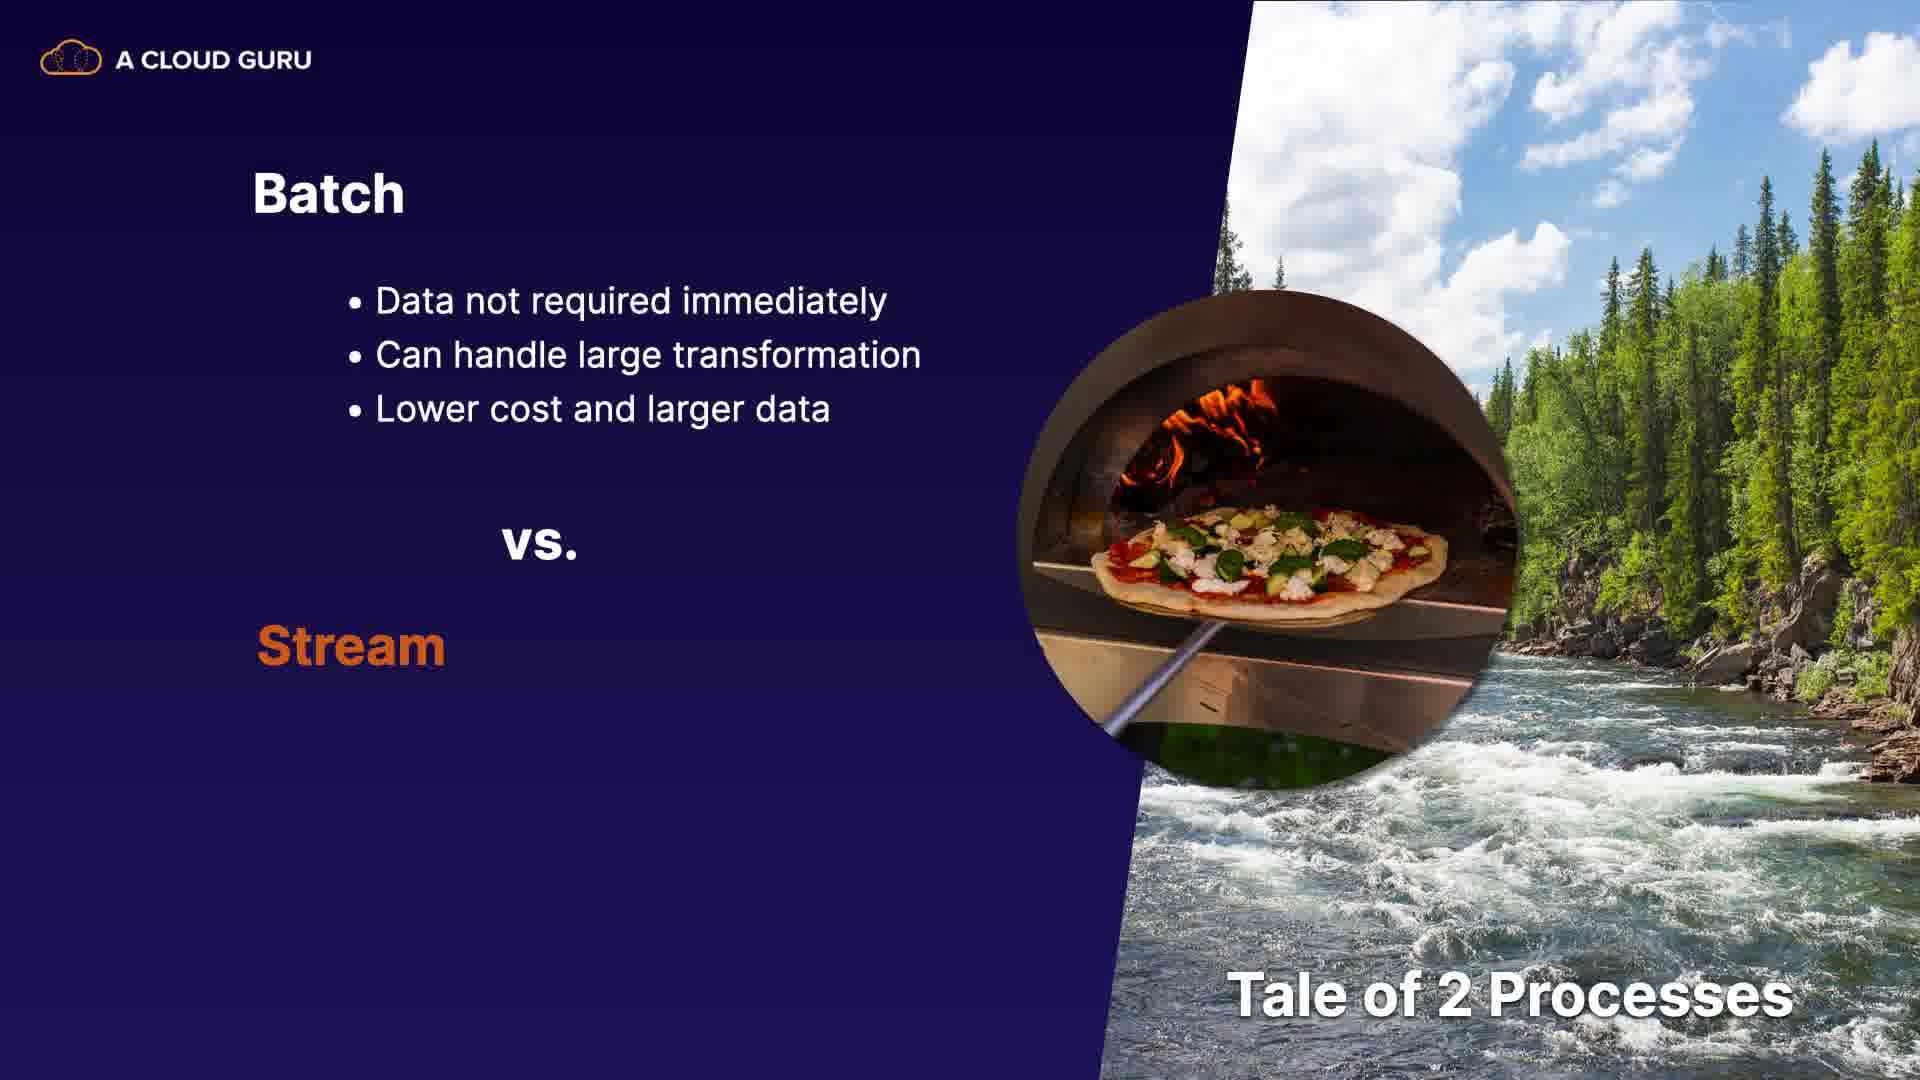 A CLOUD GURU
Batch
• Data not required immediately
• Can handle large transformation
• Lower cost and larger data
vs.
Stream
Tale of 2 Processes